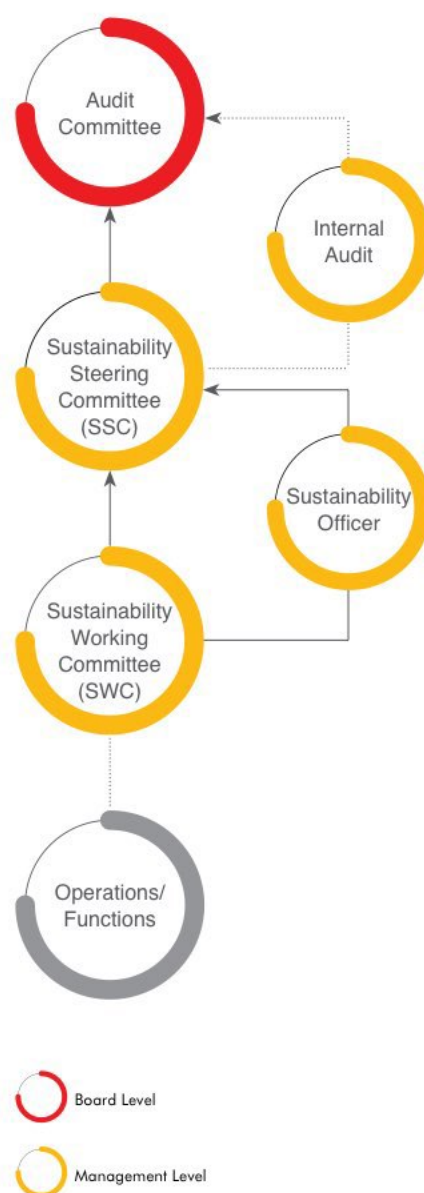 Audit
Committee
Internal
Audit
Sustainability
Steering
Committee
(SSC)
Sustainability
Officer
Sustainability
Working
Committee
(SWC)
Operations/
Functions
Board Level
Management Level